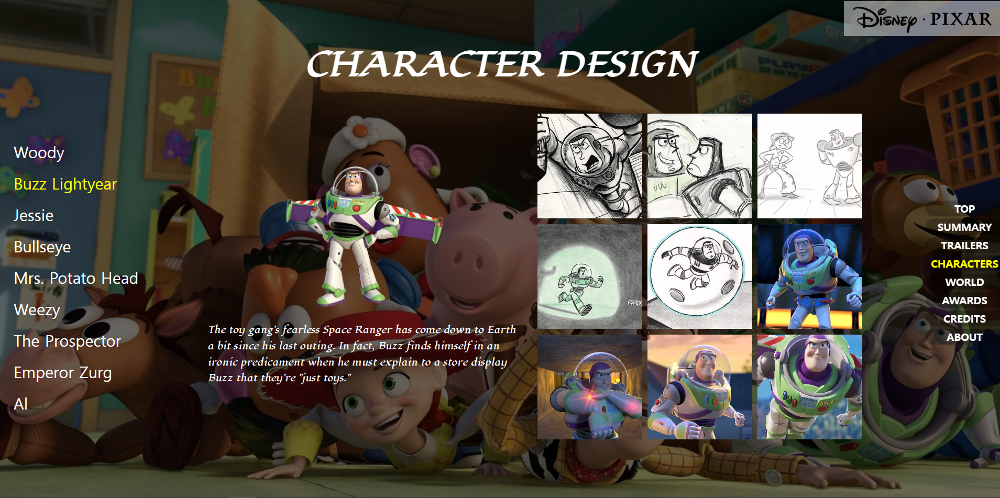 Disney · PIXAR
CHARACTER DESIGN
Woody
Buzz Lightyear
Jessie
Bullseye
Mrs. Potato Head
Weezy
The Prospector
Emperor Zurg
Al
The toy gang's fearless Space Ranger has come down to Earth
a bit since his last outing. In fact, Buzz finds himself in an
ironic predicament when he must explain to a store display
Buzz that they're "just toys."
29248
TOP
SUMMARY
TRAILERS
CHARACTERS
WORLD
AWARDS
CREDITS
ABOUT